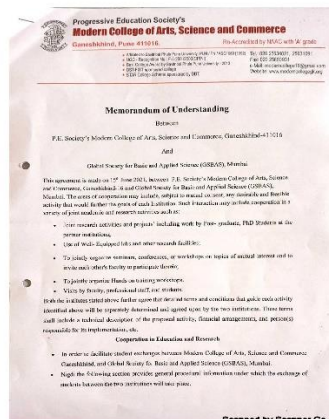 Progressive Education Society's
Modern College of Arts, Science and Commerce
Ganeshkhind, Pune 411016.
Re-Accredited by NAAC with 'A' grade
Memorandum of Understanding
Between
P.E. Society's Modern College of Arts, Science and Commerce, Ganeshkhind-411016
And
Global Society for Basic and Applied Science (GSBAS), Mumbai.
This agreement is made on 15th June 2021, between P.E. Society's Modern College of Arts, Science
and Commerce, Ganeshkhind-16 and Global Society for Basic and Applied Science (GSBAS),
Mumbai. The areas of cooperation may include, subject to mutual consent, any desirable and feasible
activity that would further the goals of each institution. Such interaction may include cooperation in a
variety of joint academic and research activities such as:
• Joint research activities and projects' including work by Post- graduate, PhD Students at the
partner institutions,
• Use of Well- Equipped labs and other research facilities.
• To jointly organize seminars, conferences, or workshops on topics of mutual interest and to
invite each other's faculty to participate therein;
• To jointly organize Hands on training workshops.
• Visits by faculty, professional staff, and students
Both the institutes stated above further agree that detailed terms and conditions that guide each activity
identified above will be separately determined and agreed upon by the two institutions. These terms
shall include a technical description of the proposed activity, financial arrangements, and person(s)
responsible for its implementation, etc.
Cooperation in Education and Research
• In order to facilitate student exchanges between Modern College of Arts, Science and Commerce
Ganeshkhind, and Global Society for Basic and Applied Science (GSBAS), Mumbai.
• the following section provides general procedural information under which the exchange of
students between the two institutions will take place.